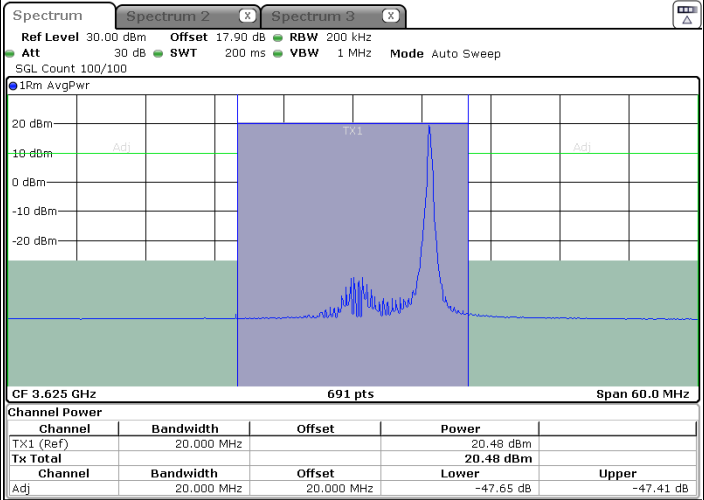 Spectrum Spectrum 2 X Spectrum 3 X
Ref Level 30.00 dBm Offset 17.90 dB RBW 200 kHz
Att 30 dB SWT 200 ms VBW 1 MHz Mode Auto Sweep
SGL Count 100/100
1Rm AvgPwr
20 dBm
TX1
Adj Adj
10 dBm
0 dBm
-10 dBm
-20 dBm
CF 3.625 GHz 691 pts Span 60.0 MHz
Channel Power
Channel Bandwidth Offset Power
TX1 (Ref) 20.000 MHz 20.48 dBm
Tx Total 20.48 dBm
Channel Bandwidth Offset Lower Upper
Adj 20.000 MHz 20.000 MHz -47.65 dB -47.41 dB